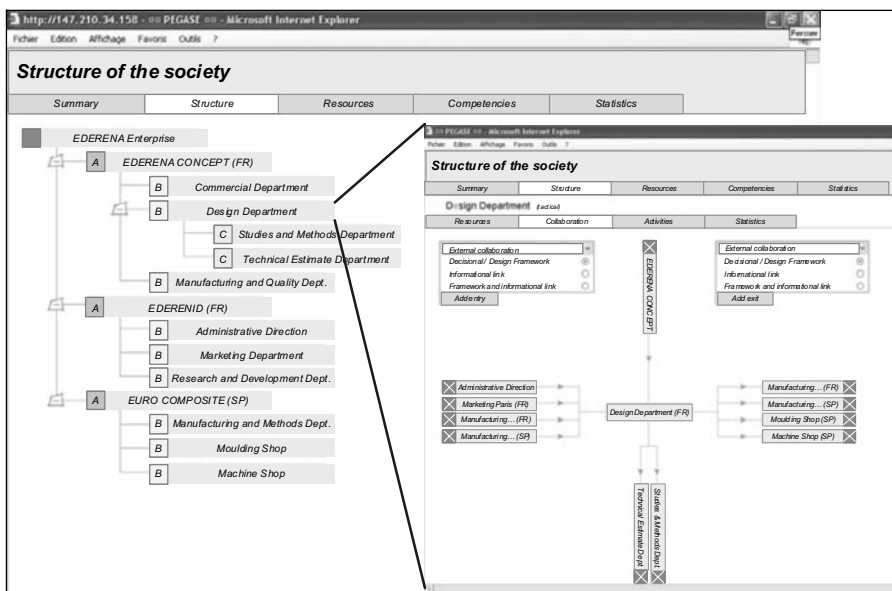 http://147.210.34.158 - ¤¤ PEGASE ¤¤ - Microsoft Internet Explorer
Fichier Edition Affichage Favoris Outils ?
Fermer
Structure of the society
Summary Structure Resources Competencies Statistics
EDERENA Enterprise
A EDERENA CONCEPT (FR)
B Commercial Department
B Design Department
C Studies and Methods Department
C Technical Estimate Department
B Manufacturing and Quality Dept.
A EDERENID (FR)
B Administrative Direction
B Marketing Department
B Research and Development Dept.
A EURO COMPOSITE (SP)
B Manufacturing and Methods Dept.
B Moulding Shop
B Machine Shop
¤¤ PEGASE ¤¤ - Microsoft Internet Explorer
Fichier Edition Affichage Favoris Outils ?
Structure of the society
Summary Structure Resources Competencies Statistics
Design Department (tactical)
Resources Collaboration Activities Statistics
External collaboration
Decisional / Design Framework
Informational link
Framework and informational link
Add entry
EDERENA CONCEPT
External collaboration
Decisional / Design Framework
Informational link
Framework and informational link
Add exit
Administrative Direction
Marketing Paris (FR)
Manufacturing... (FR)
Manufacturing... (SP)
Design Department (FR)
Manufacturing... (FR)
Manufacturing... (SP)
Moulding Shop (SP)
Machine Shop (SP)
Technical Estimate Dept
Studies & Methods Dept